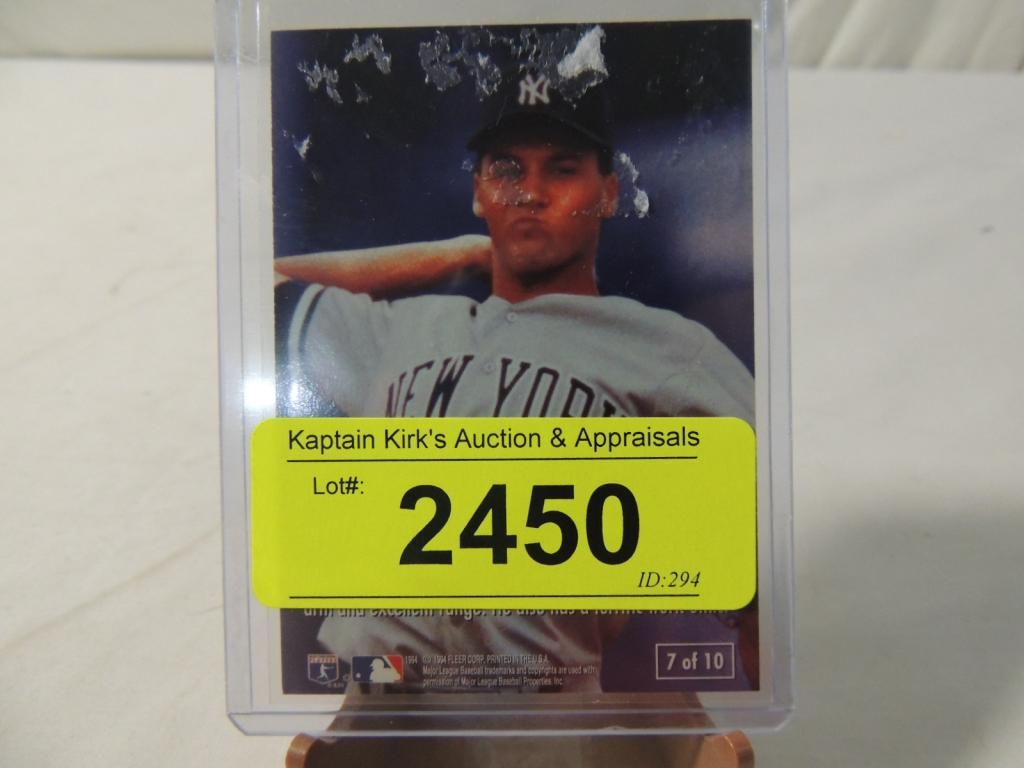 NY
NEW YORK
Kaptain Kirk's Auction & Appraisals
Lot#:
2450
ID:294
arm and excellent range. He also has a
1994 © 1994 FLEER CORP. PRINTED IN THE U.S.A.
Major League Baseball trademarks and copyrights are used with
permission of Major League Baseball Properties, Inc.
7 of 10